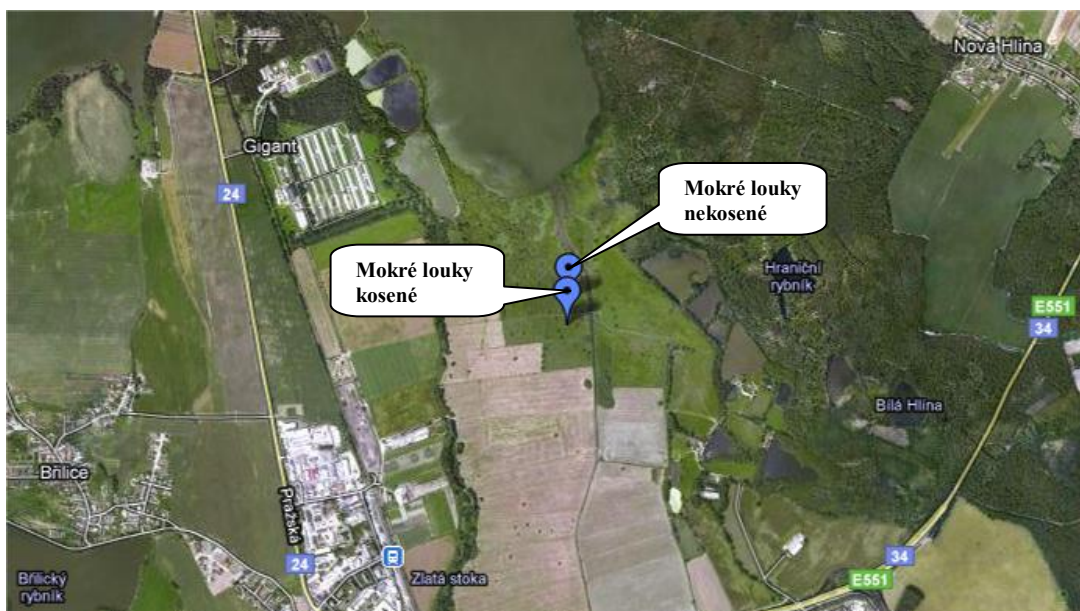 Nová Hlína
Gigant
24
Mokré louky
nekosené
Mokré louky
kosené
Hraniční
rybník
E551
34
Bílá Hlína
Břilice
Pražská
24
34
E551
Zlatá stoka
Břilický
rybník